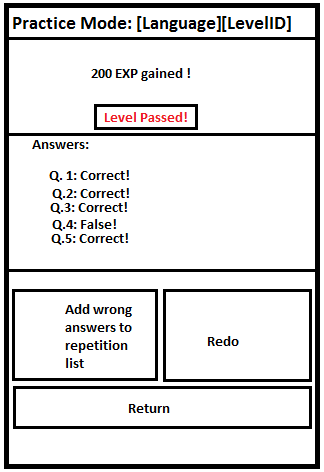 Practice Mode: [Language][LevelID]
200 EXP gained !
Level Passed!
Answers:
Q. 1: Correct!
Q.2: Correct!
Q.3: Correct!
Q.4: False!
Q.5: Correct!
Add wrong
answers to
repetition
list
Redo
Return